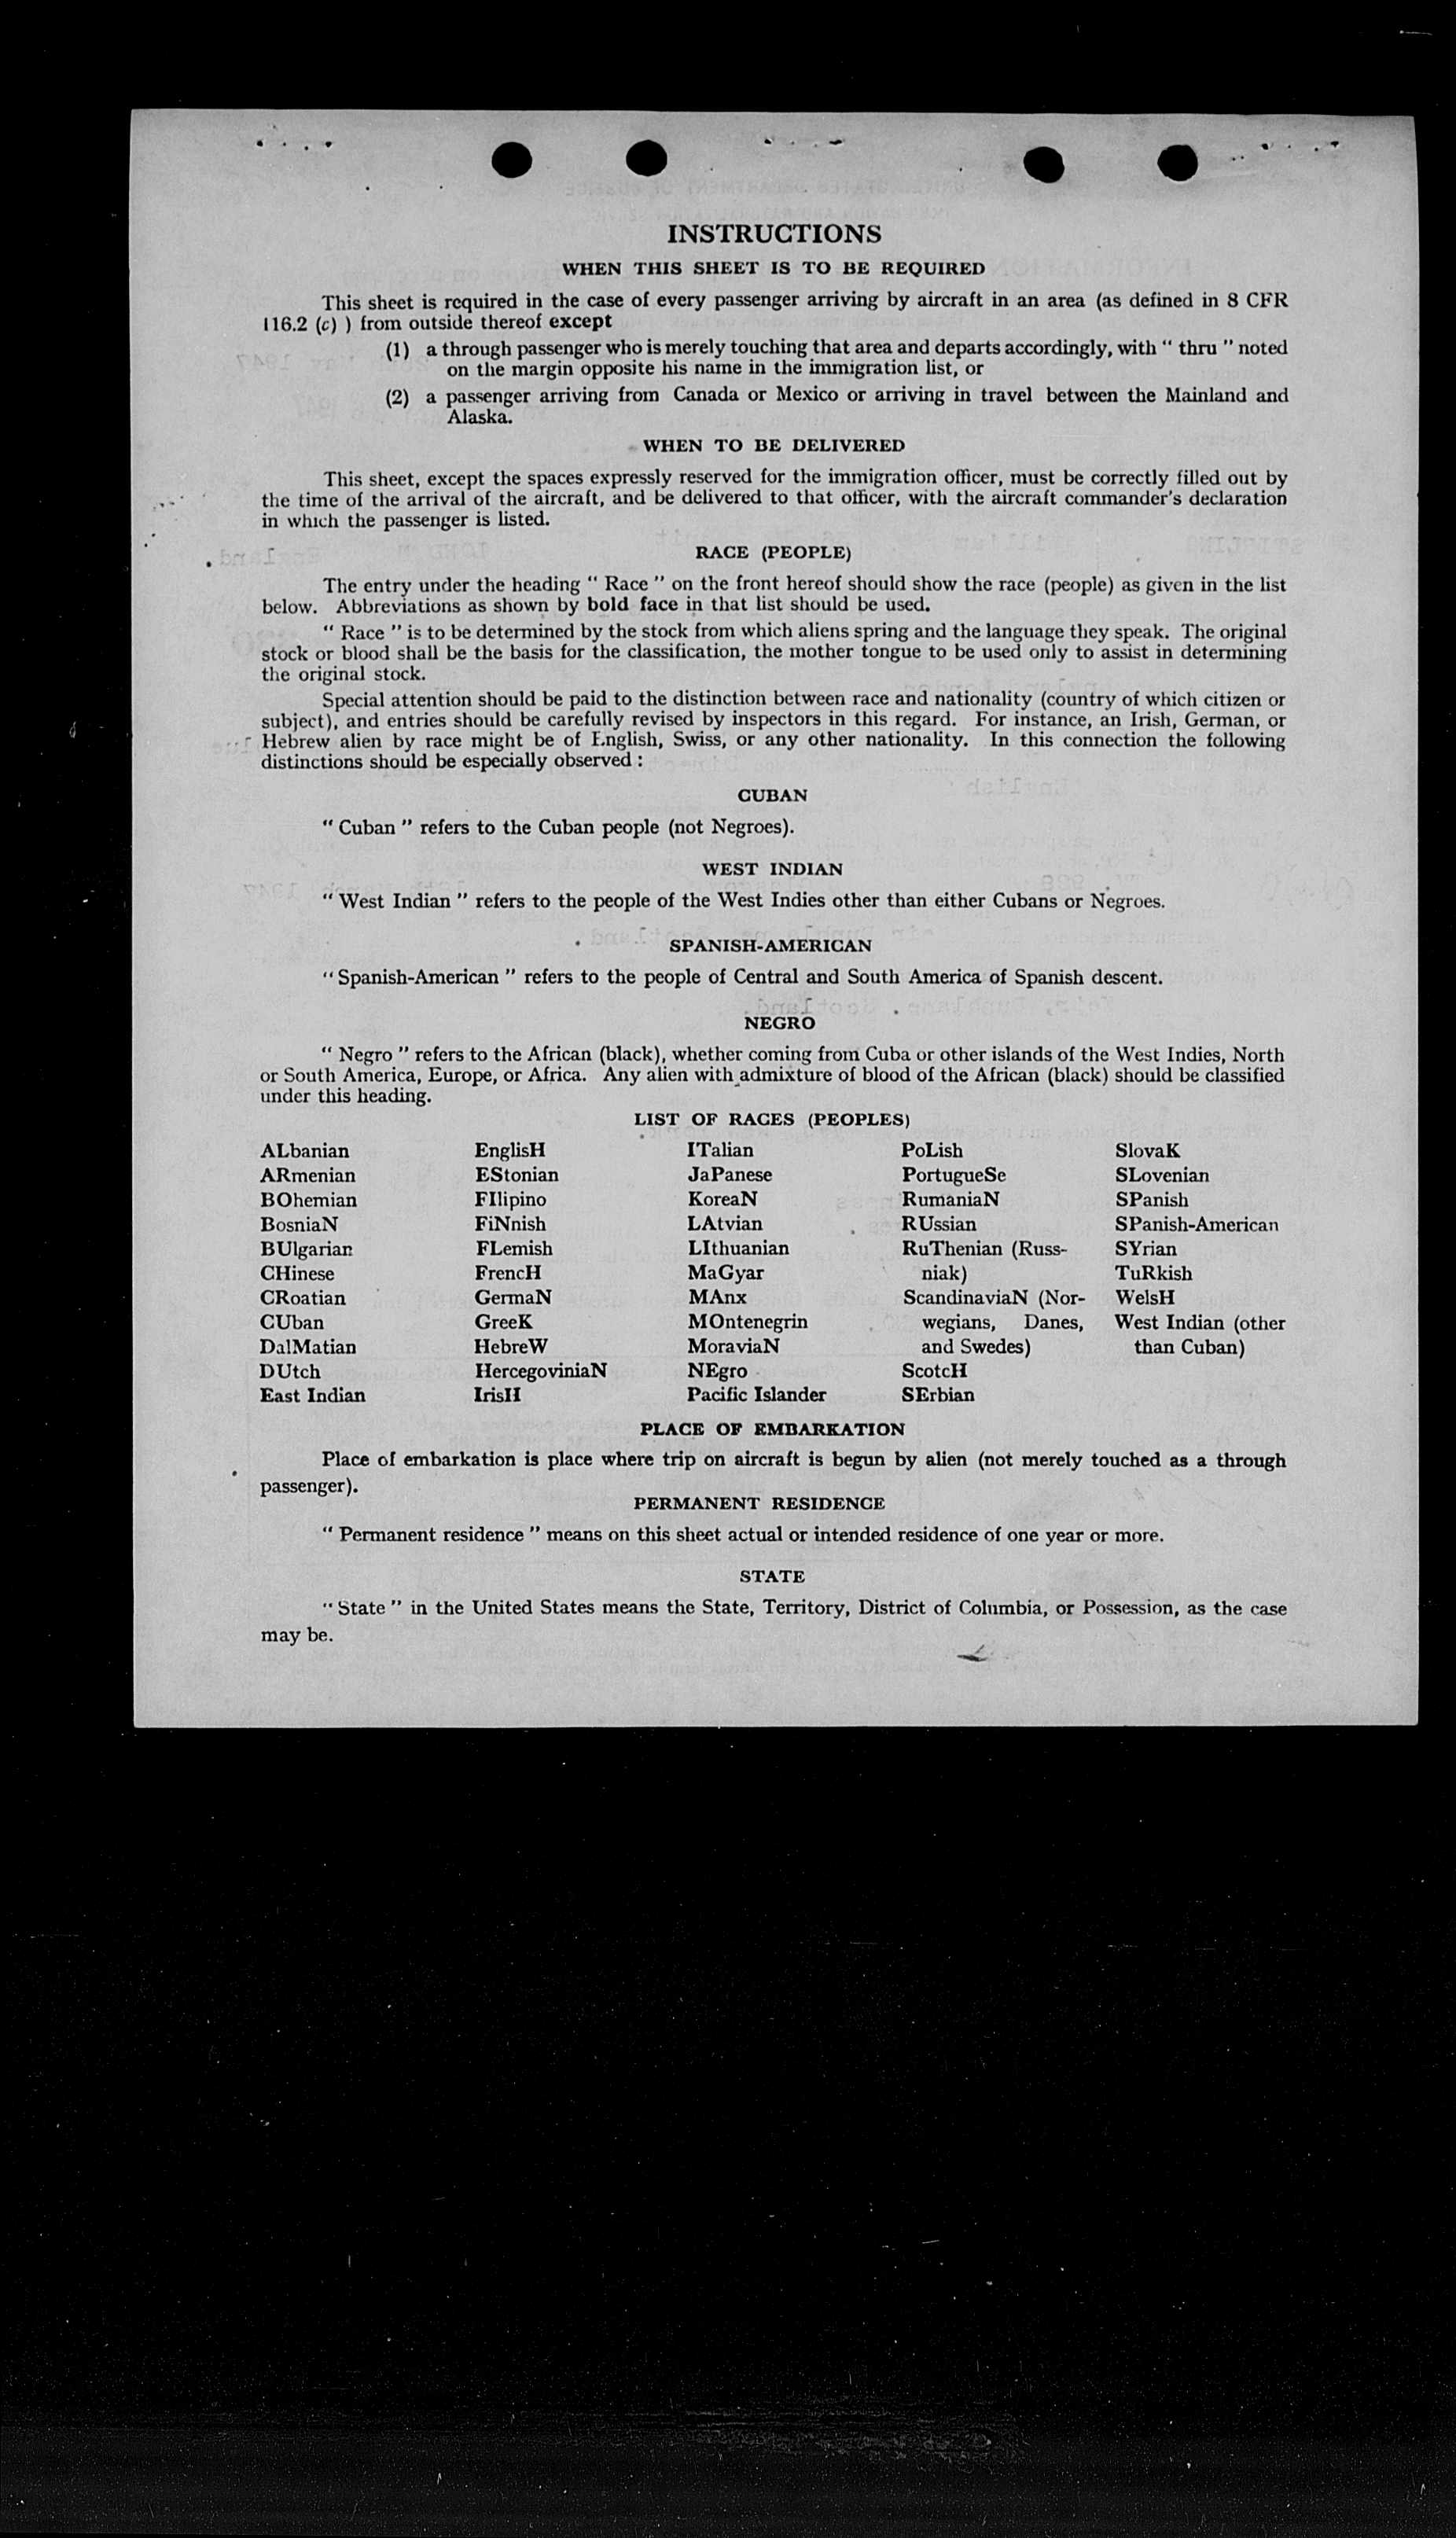 INSTRUCTIONS
WHEN THIS SHEET IS TO BE REQUIRED
This sheet is required in the case of every passenger arriving by aircraft in an area (as defined in 8 CFR
116.2 (c) ) from outside thereof except
(1) a through passenger who is merely touching that area and departs accordingly, with " thru " noted
on the margin opposite his name in the immigration list, or
(2) a passenger arriving from Canada or Mexico or arriving in travel between the Mainland and
Alaska.
WHEN TO BE DELIVERED
This sheet, except the spaces expressly reserved for the immigration officer, must be correctly filled out by
the time of the arrival of the aircraft, and be delivered to that officer, with the aircraft commander's declaration
in which the passenger is listed.
RACE (PEOPLE)
The entry under the heading " Race " on the front hereof should show the race (people) as given in the list
below. Abbreviations as shown by bold face in that list should be used.
" Race " is to be determined by the stock from which aliens spring and the language they speak. The original
stock or blood shall be the basis for the classification, the mother tongue to be used only to assist in determining
the original stock.
Special attention should be paid to the distinction between race and nationality (country of which citizen or
subject), and entries should be carefully revised by inspectors in this regard. For instance, an Irish, German, or
Hebrew alien by race might be of English, Swiss, or any other nationality. In this connection the following
distinctions should be especially observed :
CUBAN
" Cuban " refers to the Cuban people (not Negroes).
WEST INDIAN
" West Indian " refers to the people of the West Indies other than either Cubans or Negroes.
SPANISH-AMERICAN
" Spanish-American " refers to the people of Central and South America of Spanish descent.
NEGRO
" Negro " refers to the African (black), whether coming from Cuba or other islands of the West Indies, North
or South America, Europe, or Africa. Any alien with admixture of blood of the African (black) should be classified
under this heading.
LIST OF RACES (PEOPLES)
ALbanian
ARmenian
BOhemian
BosniaN
BUlgarian
CHinese
CRoatian
CUban
DalMatian
DUtch
East Indian
EnglisH
EStonian
FIlipino
FiNnish
FLemish
FrencH
GermaN
GreeK
HebreW
HercegoviniaN
IrisH
ITalian
JaPanese
KoreaN
LAtvian
LIthuanian
MaGyar
MAnx
MOntenegrin
MoraviaN
NEgro
Pacific Islander
PoLish
PortugueSe
RumaniaN
RUssian
RuThenian (Russ-
niak)
ScandinaviaN (Nor-
wegians, Danes,
and Swedes)
ScotcH
SErbian
SlovaK
SLovenian
SPanish
SPanish-American
SYrian
TuRkish
WelsH
West Indian (other
than Cuban)
PLACE OF EMBARKATION
Place of embarkation is place where trip on aircraft is begun by alien (not merely touched as a through
passenger).
PERMANENT RESIDENCE
" Permanent residence " means on this sheet actual or intended residence of one year or more.
STATE
" State " in the United States means the State, Territory, District of Columbia, or Possession, as the case
may be.